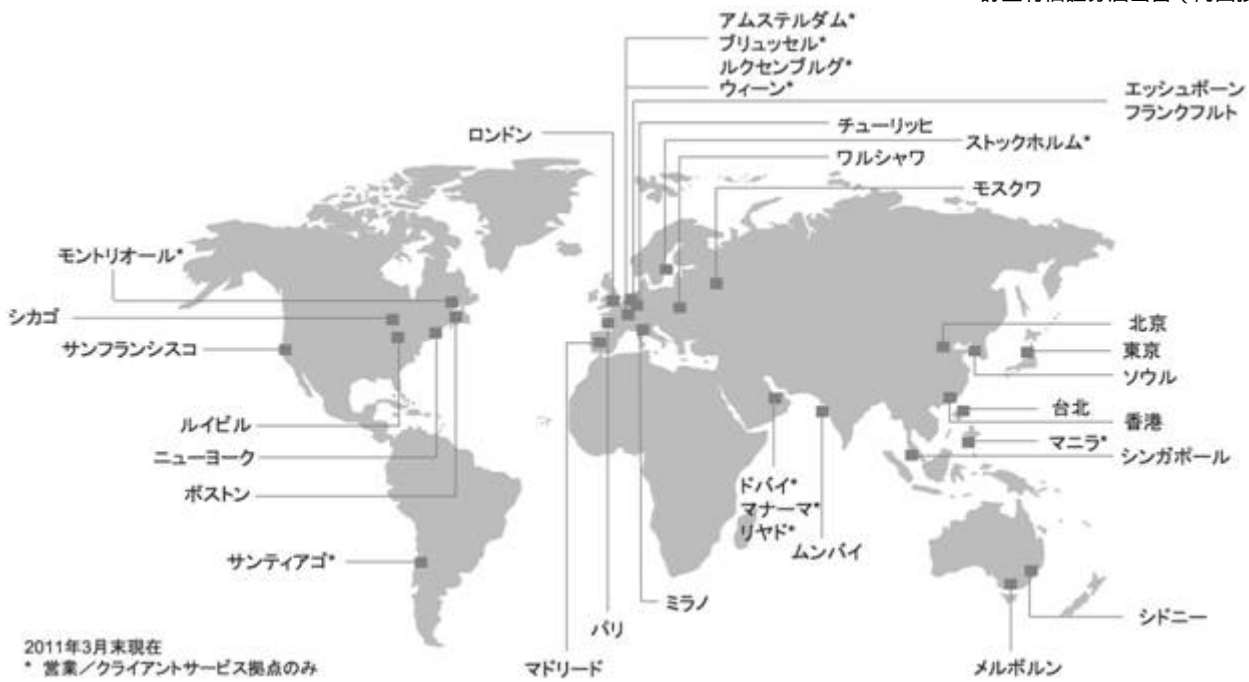 アムステルダム*
ブリュッセル*
ルクセンブルグ*
ウィーン*
エッシュボーン
フランクフルト
チューリッヒ
ロンドン
ストックホルム*
ワルシャワ
モスクワ
モントリオール*
シカゴ
サンフランシスコ
北京
東京
ソウル
ルイビル
台北
香港
ニューヨーク
マニラ*
シンガポール
ボストン
ドバイ*
マナーマ*
リヤド*
ムンバイ
サンティアゴ*
ミラノ
シドニー
パリ
2011年3月末現在
* 営業/クライアントサービス拠点のみ
マドリード
メルボルン